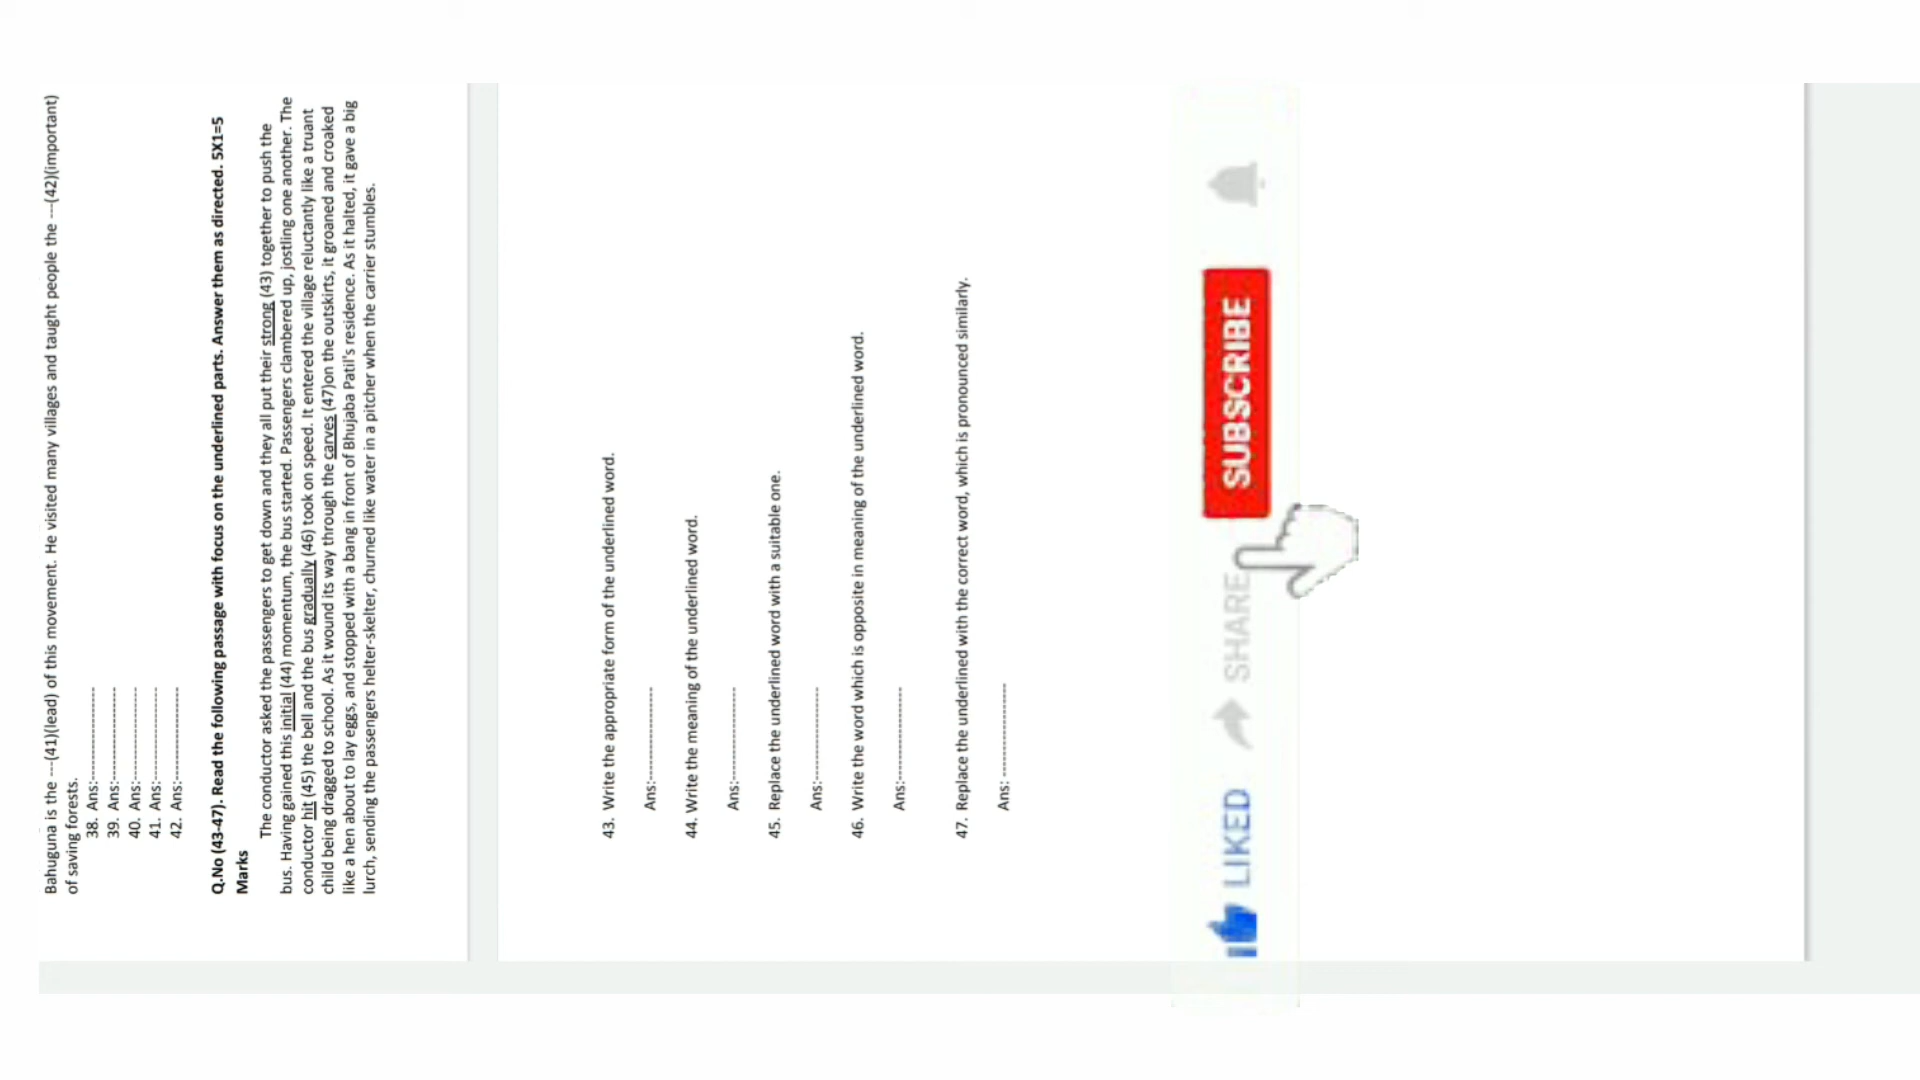 Bahuguna is the ---(41)(lead) of this movement. He visited many villages and taught people the ---(42)(important)
of saving forests.
38. Ans:-----------------
39. Ans:-----------------
40. Ans:-----------------
41. Ans:-----------------
42. Ans:-----------------
Q.No (43-47). Read the following passage with focus on the underlined parts. Answer them as directed. 5X1=5
Marks
The conductor asked the passengers to get down and they all put their strong (43) together to push the
bus. Having gained this initial (44) momentum, the bus started. Passengers clambered up, jostling one another. The
conductor hit (45) the bell and the bus gradually (46) took on speed. It entered the village reluctantly like a truant
child being dragged to school. As it wound its way through the carves (47)on the outskirts, it groaned and croaked
like a hen about to lay eggs, and stopped with a bang in front of Bhujaba Patil's residence. As it halted, it gave a big
lurch, sending the passengers helter-skelter, churned like water in a pitcher when the carrier stumbles.
43. Write the appropriate form of the underlined word.
Ans:-----------------
44. Write the meaning of the underlined word.
Ans:-----------------
45. Replace the underlined word with a suitable one.
Ans:-----------------
46. Write the word which is opposite in meaning of the underlined word.
Ans:-----------------
47. Replace the underlined with the correct word, which is pronounced similarly.
Ans: -----------------
LIKED SHARE SUBSCRIBE